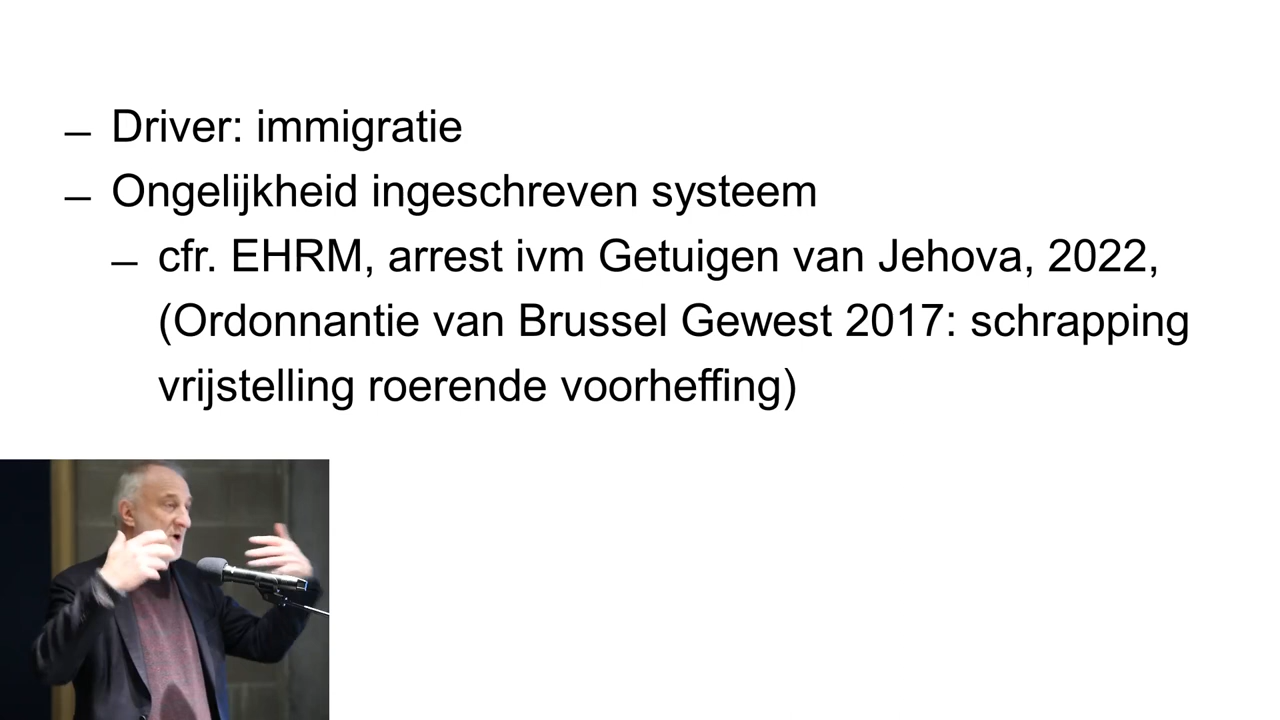 – Driver: immigratie
– Ongelijkheid ingeschreven systeem
– cfr. EHRM, arrest ivm Getuigen van Jehova, 2022,
(Ordonnantie van Brussel Gewest 2017: schrapping
vrijstelling roerende voorheffing)